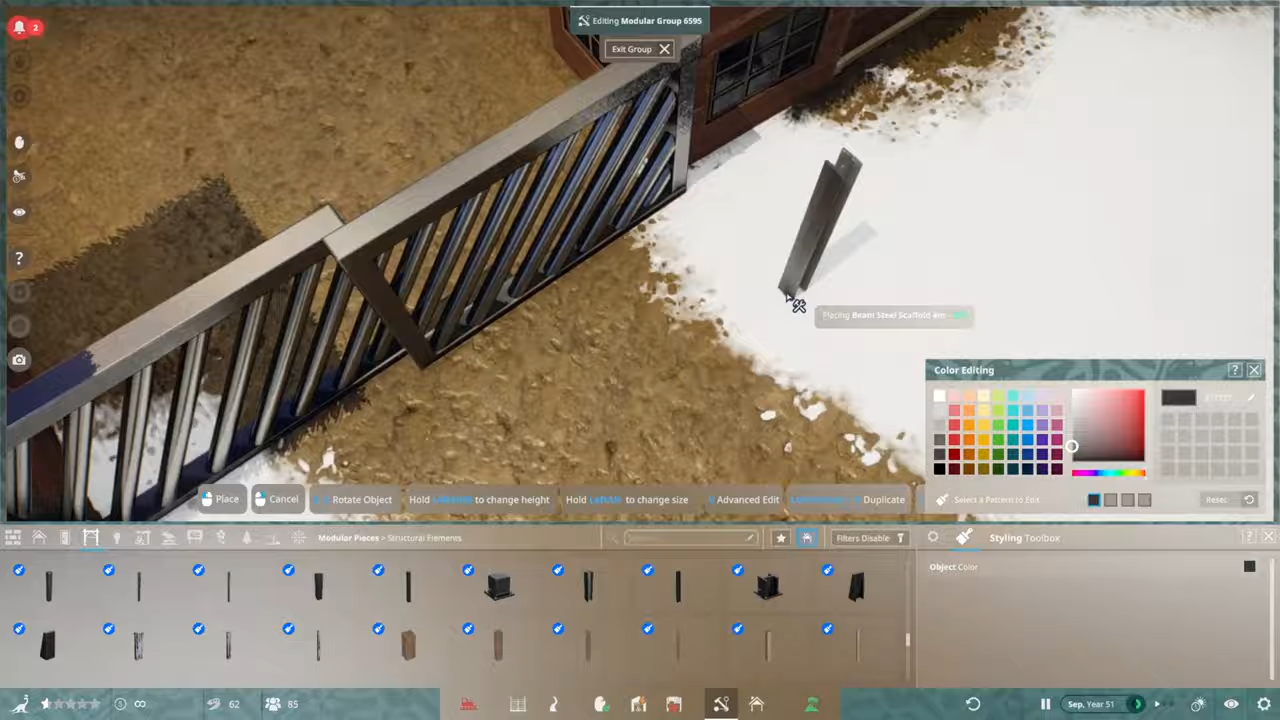 2
Editing Modular Group 6595
Exit Group
Placing Beam Steel Scaffold 4m
Color Editing
?
Place
Cancel
Rotate Object
Hold
to change height
Hold LeftCtrl to change size
Advanced Edit
Duplicate
Select a Pattern to Edit
Reset
Modular Pieces > Structural Elements
Filters Disable
Styling Toolbox
?
Object Color
62
85
Sep, Year 51